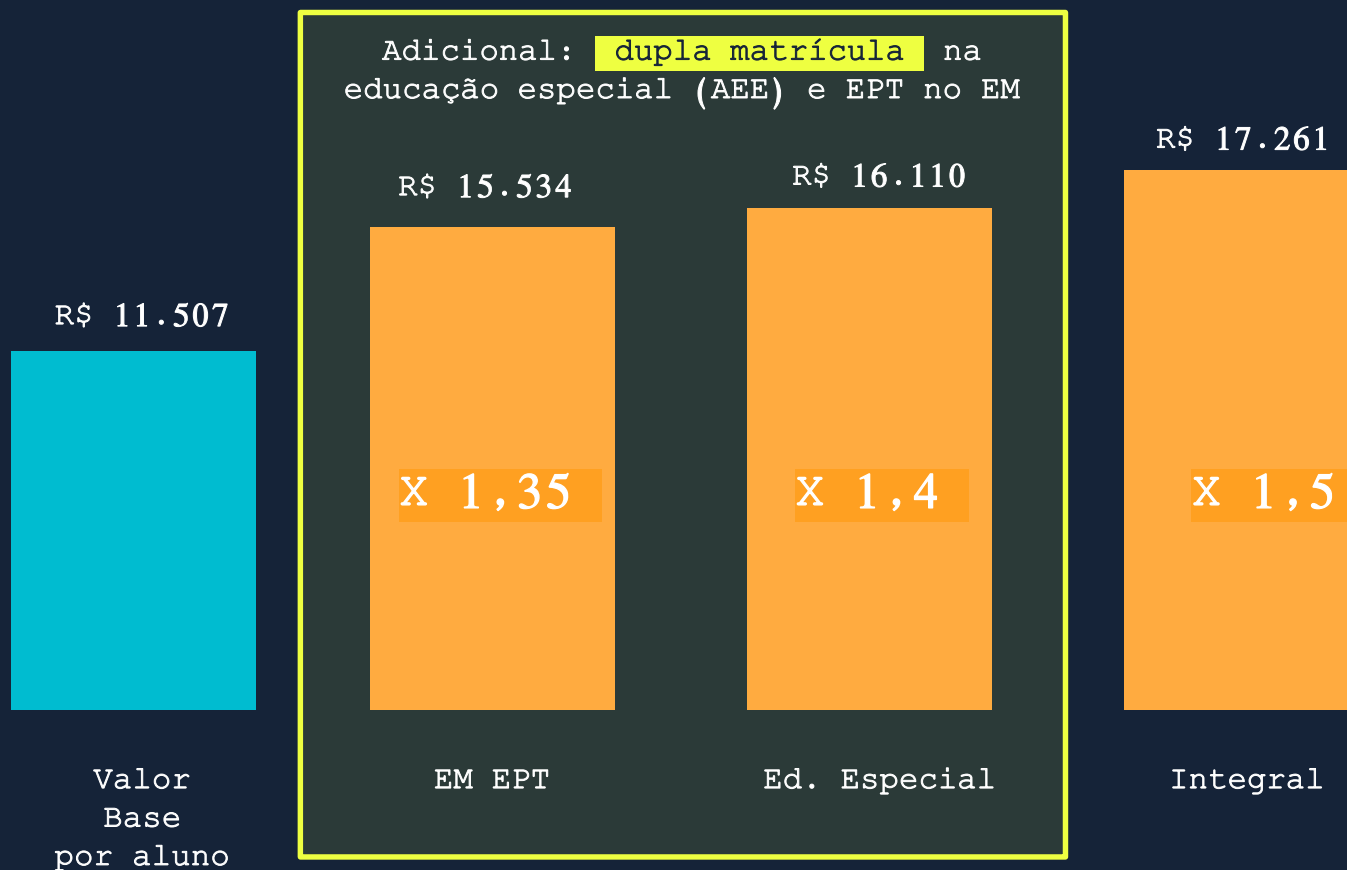 Adicional: dupla matrícula na
educação especial (AEE) e EPT no EM
R$ 11.507
R$ 15.534
R$ 16.110
R$ 17.261
X 1,35
X 1,4
X 1,5
Valor
Base
por aluno
EM EPT
Ed. Especial
Integral